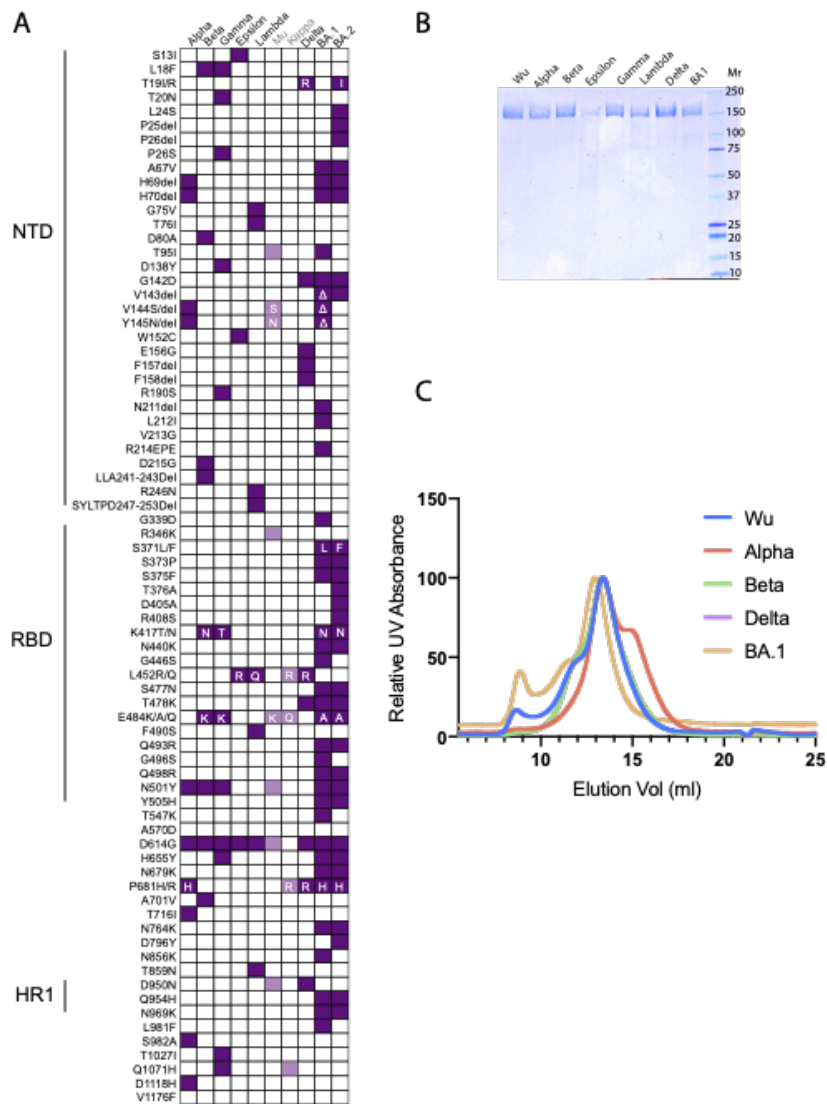 A
Alpha
Beta
Gamma
Epsilon
Lambda
Mu
Kappa
Delta
BA.1
BA.2
NTD
RBD
HR1
S13I
L18F
T19I/R R I
T20N
L24S
P25del
P26del
P26S
A67V
H69del
H70del
G75V
T76I
D80A
T95I
D138Y
G142D
V143del Δ
V144S/del S Δ
Y145N/del N Δ
W152C
E156G
F157del
F158del
R190S
N211del
L212I
V213G
R214EPE
D215G
LLA241-243Del
R246N
SYLTPD247-253Del
G339D
R346K
S371L/F L F
S373P
S375F
T376A
D405A
R408S
K417T/N N T N N
N440K
G446S
L452R/Q R Q R R
S477N
T478K
E484K/A/Q K K K Q A A
F490S
Q493R
G496S
Q498R
N501Y
Y505H
T547K
A570D
D614G
H655Y
N679K
P681H/R H R R H H
A701V
T716I
N764K
D796Y
N856K
T859N
D950N
Q954H
N969K
L981F
S982A
T1027I
Q1071H
D1118H
V1176F
B
Wu
Alpha
Beta
Epsilon
Gamma
Lambda
Delta
BA1
Mr
250
150
100
75
50
37
25
20
15
10
C
150
100
50
0
Relative UV Absorbance
10 15 20 25
Elution Vol (ml)
Wu
Alpha
Beta
Delta
BA.1